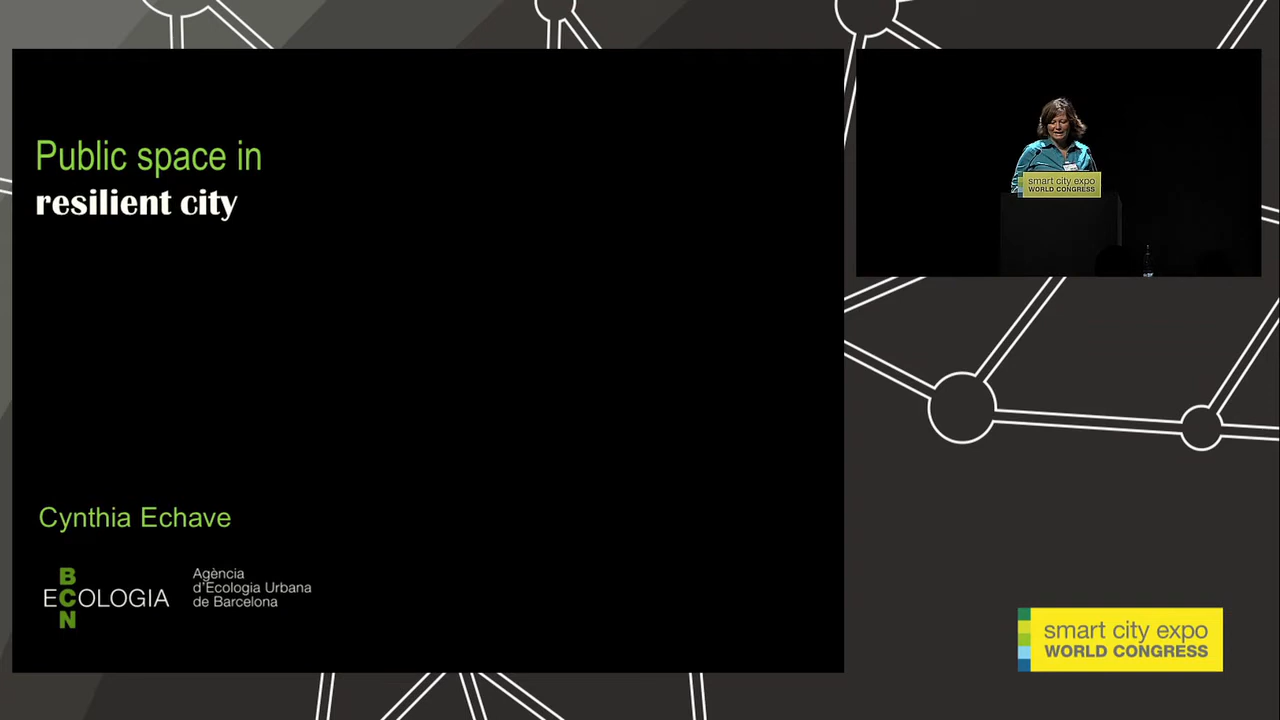 Public space in
resilient city
Cynthia Echave
BCN
ECOLOGIA
Agència
d'Ecologia Urbana
de Barcelona
smart city expo
WORLD CONGRESS
smart city expo
WORLD CONGRESS